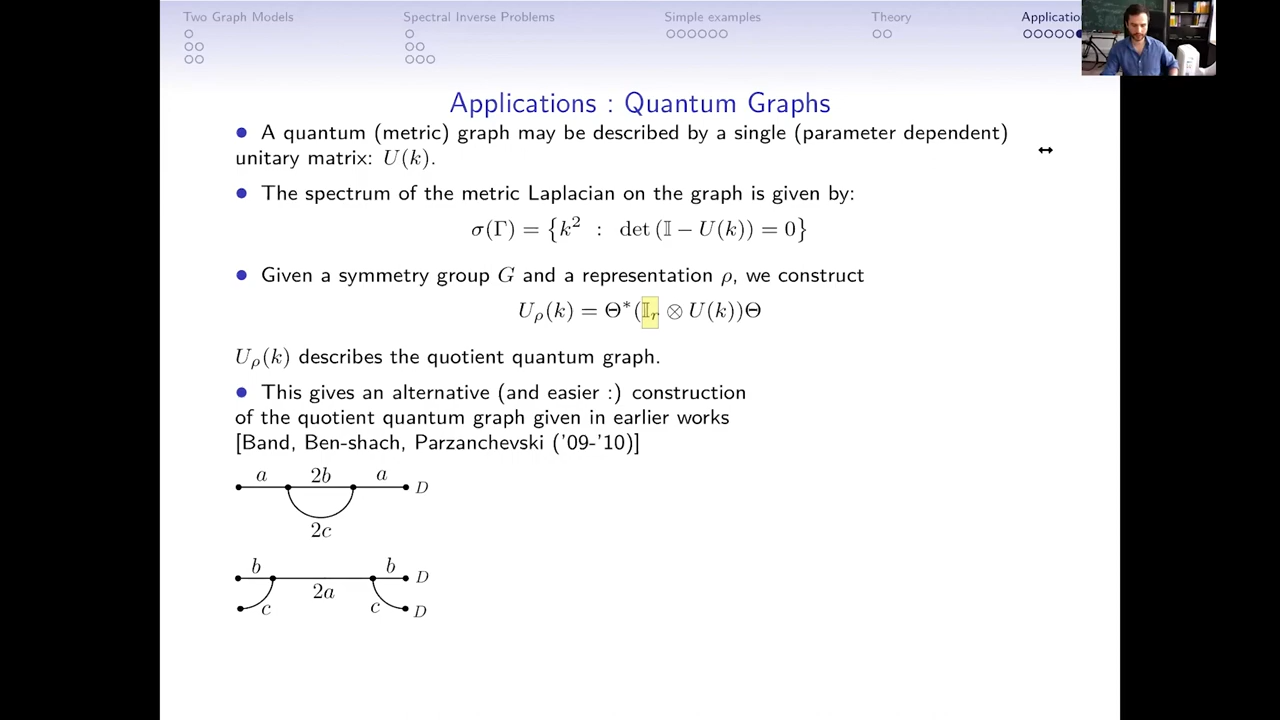 Two Graph Models
Spectral Inverse Problems
Simple examples
Theory
Applications : Quantum Graphs
• A quantum (metric) graph may be described by a single (parameter dependent)
unitary matrix: U(k).
• The spectrum of the metric Laplacian on the graph is given by:
σ(Γ) = {k² : det (𝕀 − U(k)) = 0}
• Given a symmetry group G and a representation ρ, we construct
U_ρ(k) = Θ*(𝕀_r ⊗ U(k))Θ
U_ρ(k) describes the quotient quantum graph.
• This gives an alternative (and easier :) construction
of the quotient quantum graph given in earlier works
[Band, Ben-shach, Parzanchevski ('09-'10)]
a 2b a
D
2c
b b
D
2a
c c D